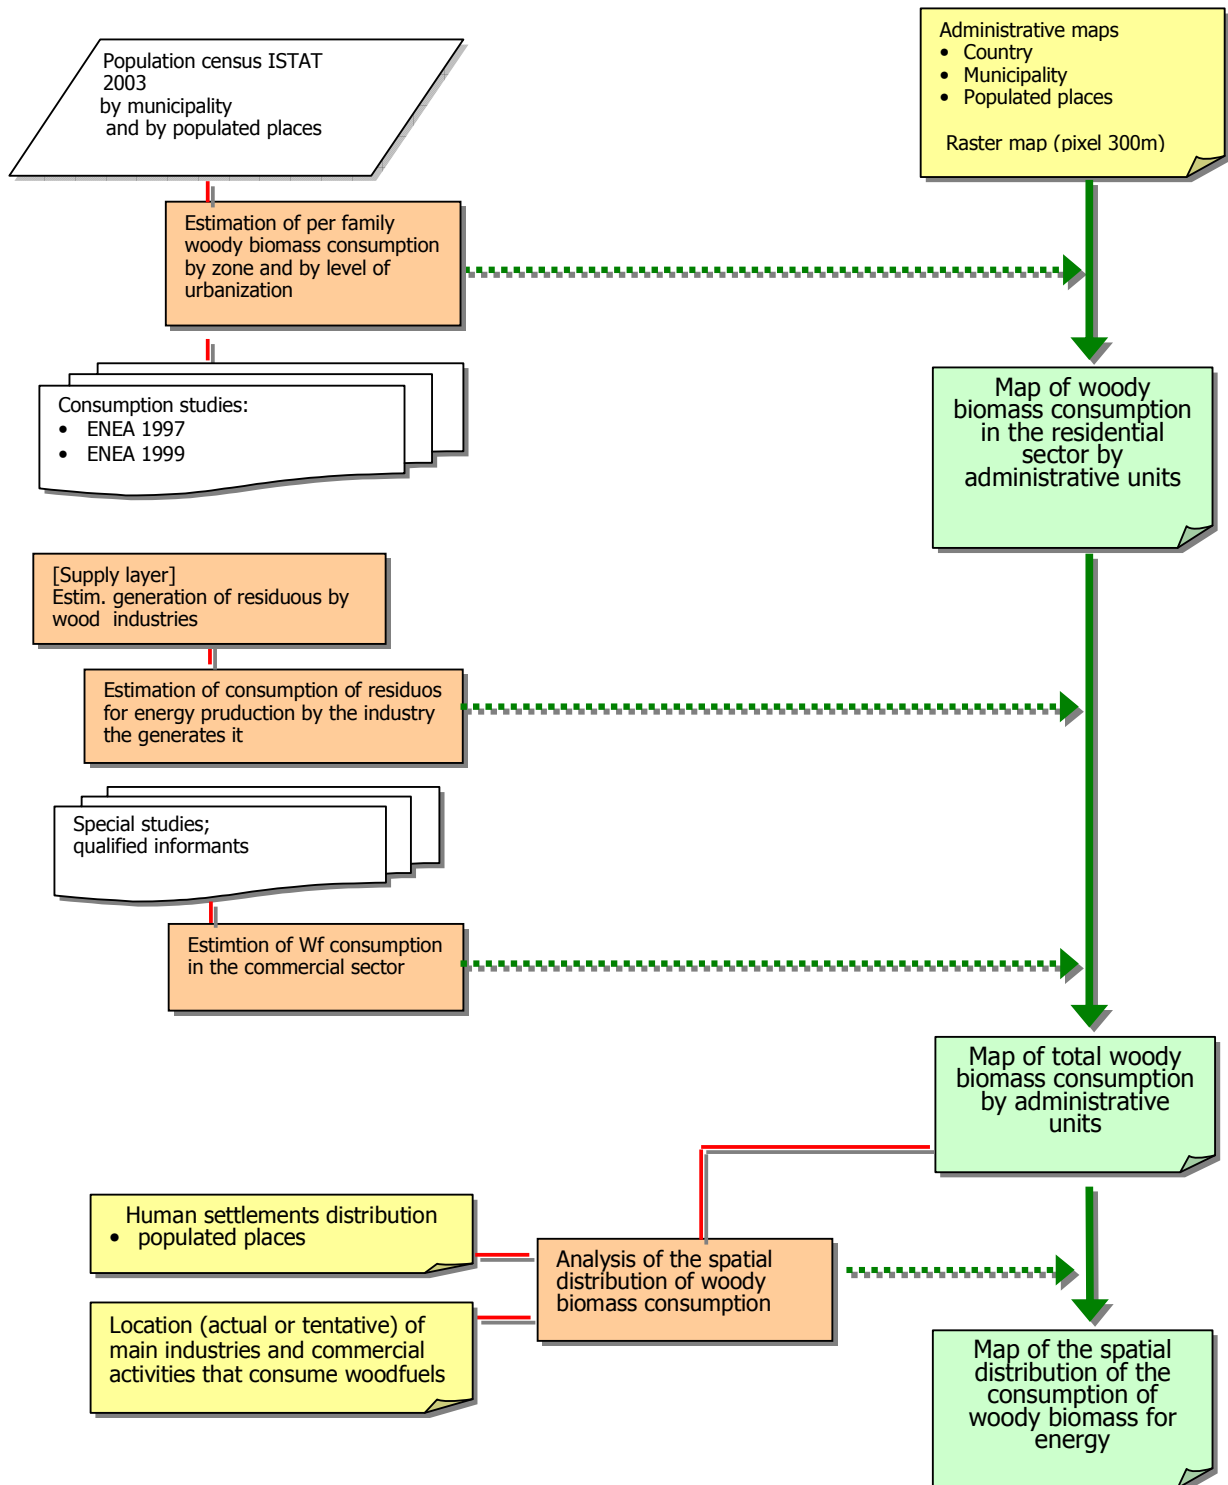 Population census ISTAT
2003
by municipality
and by populated places
Administrative maps
• Country
• Municipality
• Populated places
Raster map (pixel 300m)
Estimation of per family
woody biomass consumption
by zone and by level of
urbanization
Consumption studies:
• ENEA 1997
• ENEA 1999
Map of woody
biomass consumption
in the residential
sector by
administrative units
[Supply layer]
Estim. generation of residuous by
wood industries
Estimation of consumption of residuos
for energy pruduction by the industry
the generates it
Special studies;
qualified informants
Estimtion of Wf consumption
in the commercial sector
Map of total woody
biomass consumption
by administrative
units
Human settlements distribution
• populated places
Analysis of the spatial
distribution of woody
biomass consumption
Location (actual or tentative) of
main industries and commercial
activities that consume woodfuels
Map of the spatial
distribution of the
consumption of
woody biomass for
energy